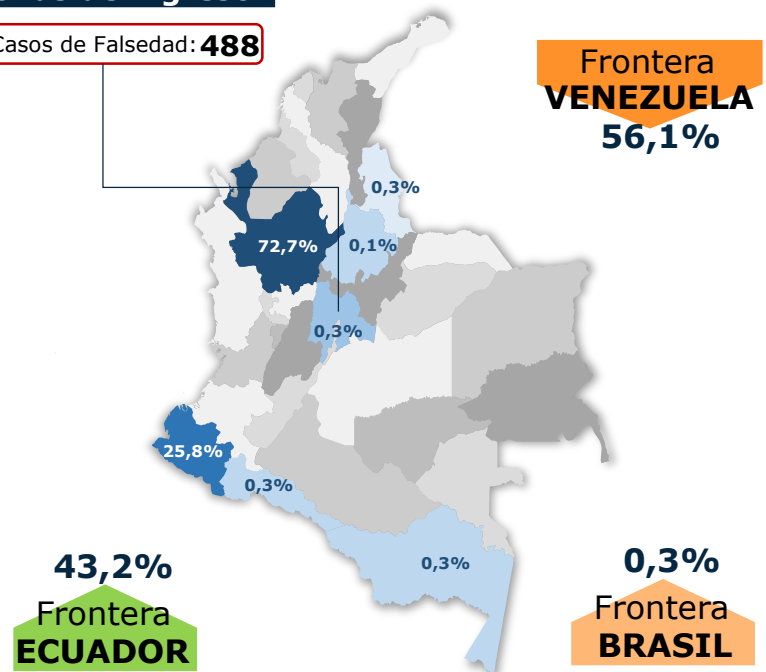 Casos de Falsedad: 488
Frontera
VENEZUELA
56,1%
0,3%
72,7%
0,1%
0,3%
25,8%
0,3%
0,3%
43,2%
Frontera
ECUADOR
0,3%
Frontera
BRASIL